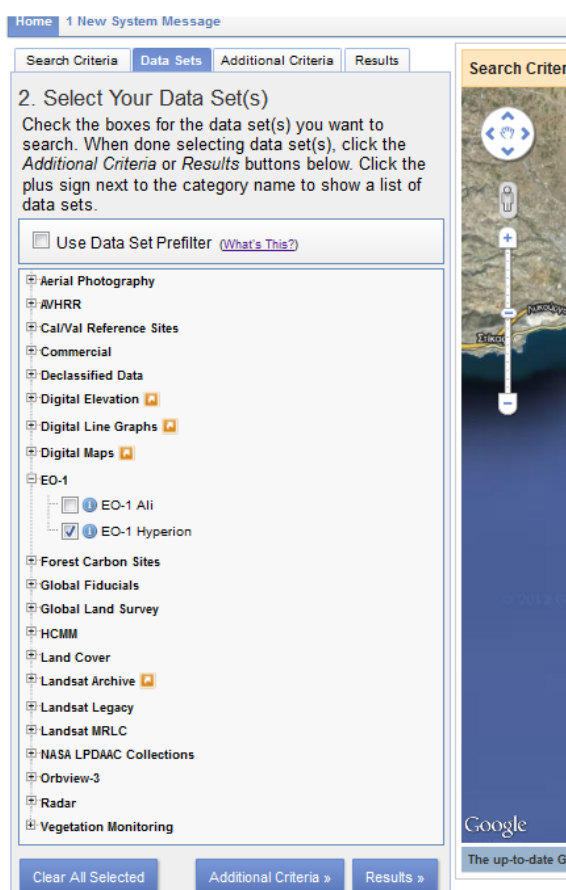 Home 1 New System Message
Search Criteria Data Sets Additional Criteria Results
2. Select Your Data Set(s)
Check the boxes for the data set(s) you want to
search. When done selecting data set(s), click the
Additional Criteria or Results buttons below. Click the
plus sign next to the category name to show a list of
data sets.
Use Data Set Prefilter (What's This?)
Aerial Photography
AVHRR
Cal/Val Reference Sites
Commercial
Declassified Data
Digital Elevation
Digital Line Graphs
Digital Maps
EO-1
EO-1 Ali
EO-1 Hyperion
Forest Carbon Sites
Global Fiducials
Global Land Survey
HCMM
Land Cover
Landsat Archive
Landsat Legacy
Landsat MRLC
NASA LPDAAC Collections
Orbview-3
Radar
Vegetation Monitoring
Clear All Selected Additional Criteria » Results »
Search Criter
Google
The up-to-date G